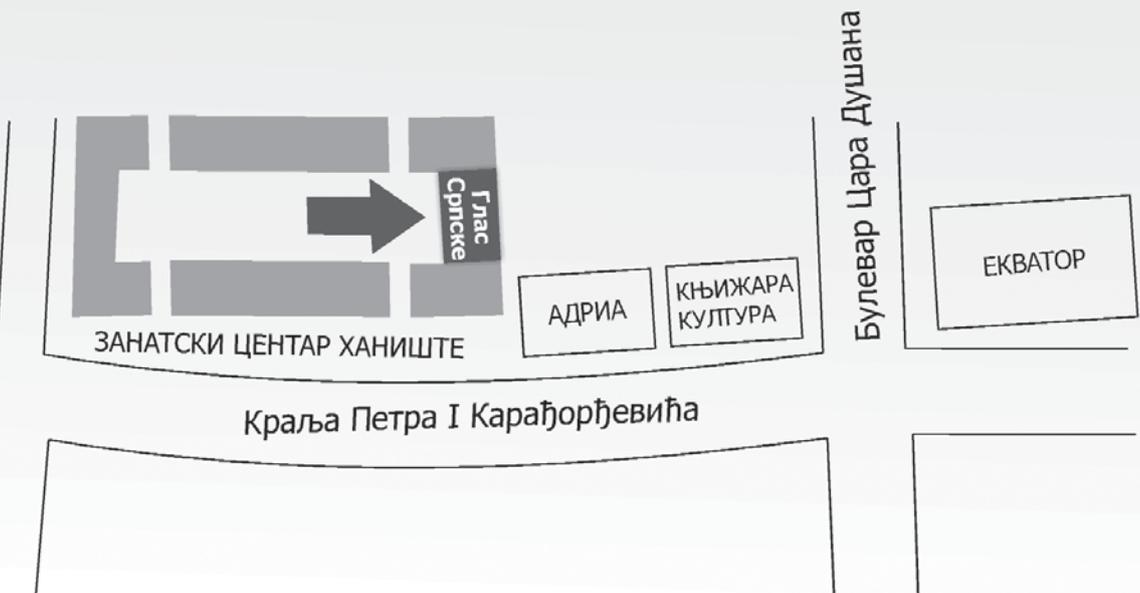 Булевар Цара Душана
Глас
Српске
ЕКВАТОР
АДРИА
КЊИЖАРА
КУЛТУРА
ЗАНАТСКИ ЦЕНТАР ХАНИШТЕ
Краља Петра I Карађорђевића